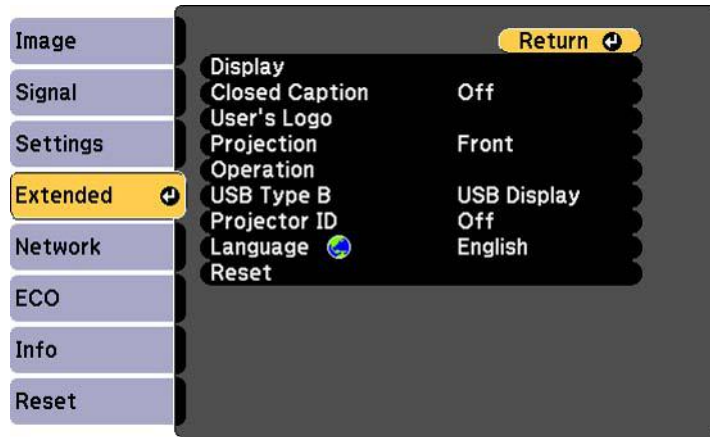 Image
Signal
Settings
Extended
Network
ECO
Info
Reset
Return
Display
Closed Caption Off
User's Logo
Projection Front
Operation
USB Type B USB Display
Projector ID Off
Language English
Reset